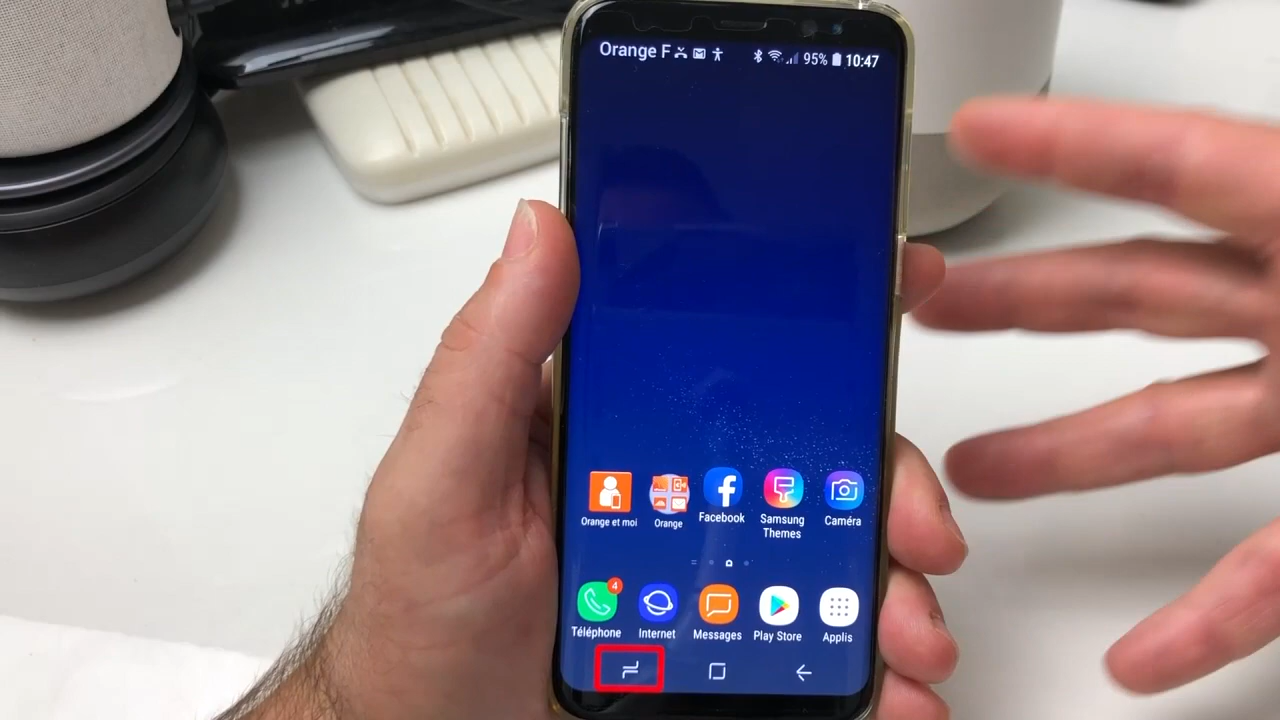 Orange F 95% 10:47
Orange et moi
Orange
Facebook
Samsung
Themes
Caméra
4
Téléphone
Internet
Messages
Play Store
Applis